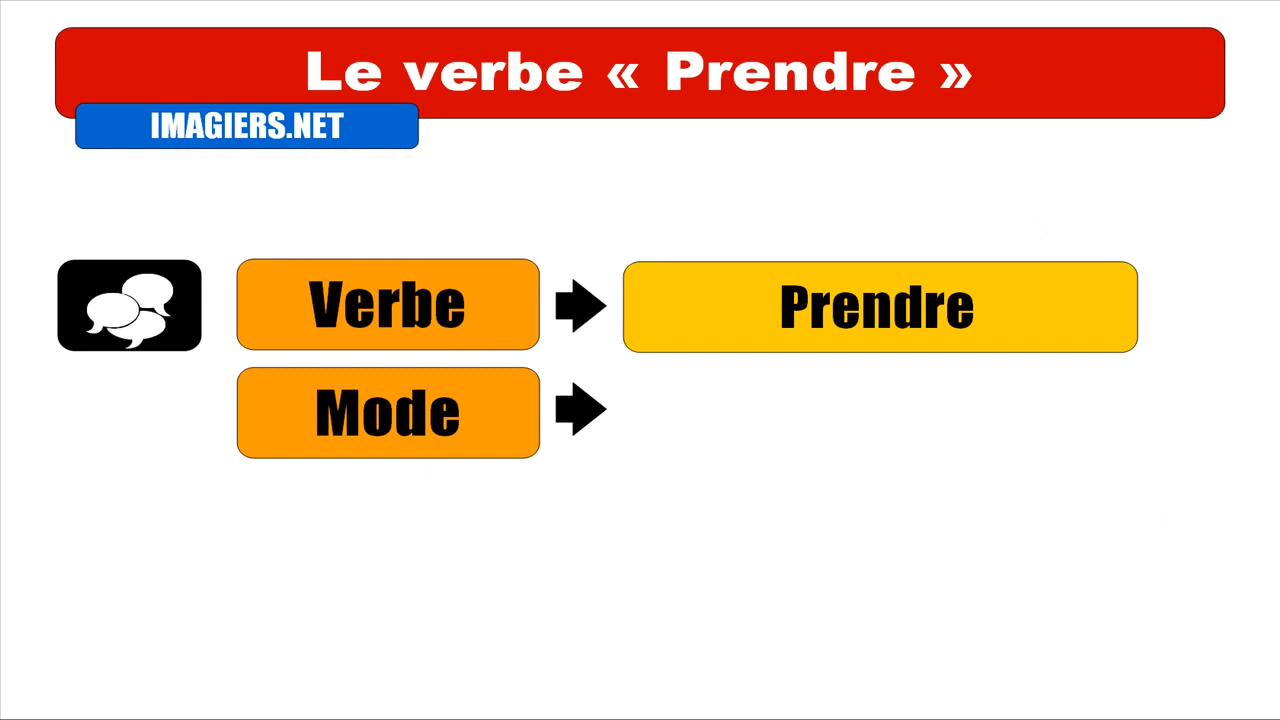 Le verbe « Prendre »
IMAGIERS.NET
Verbe
Prendre
Mode